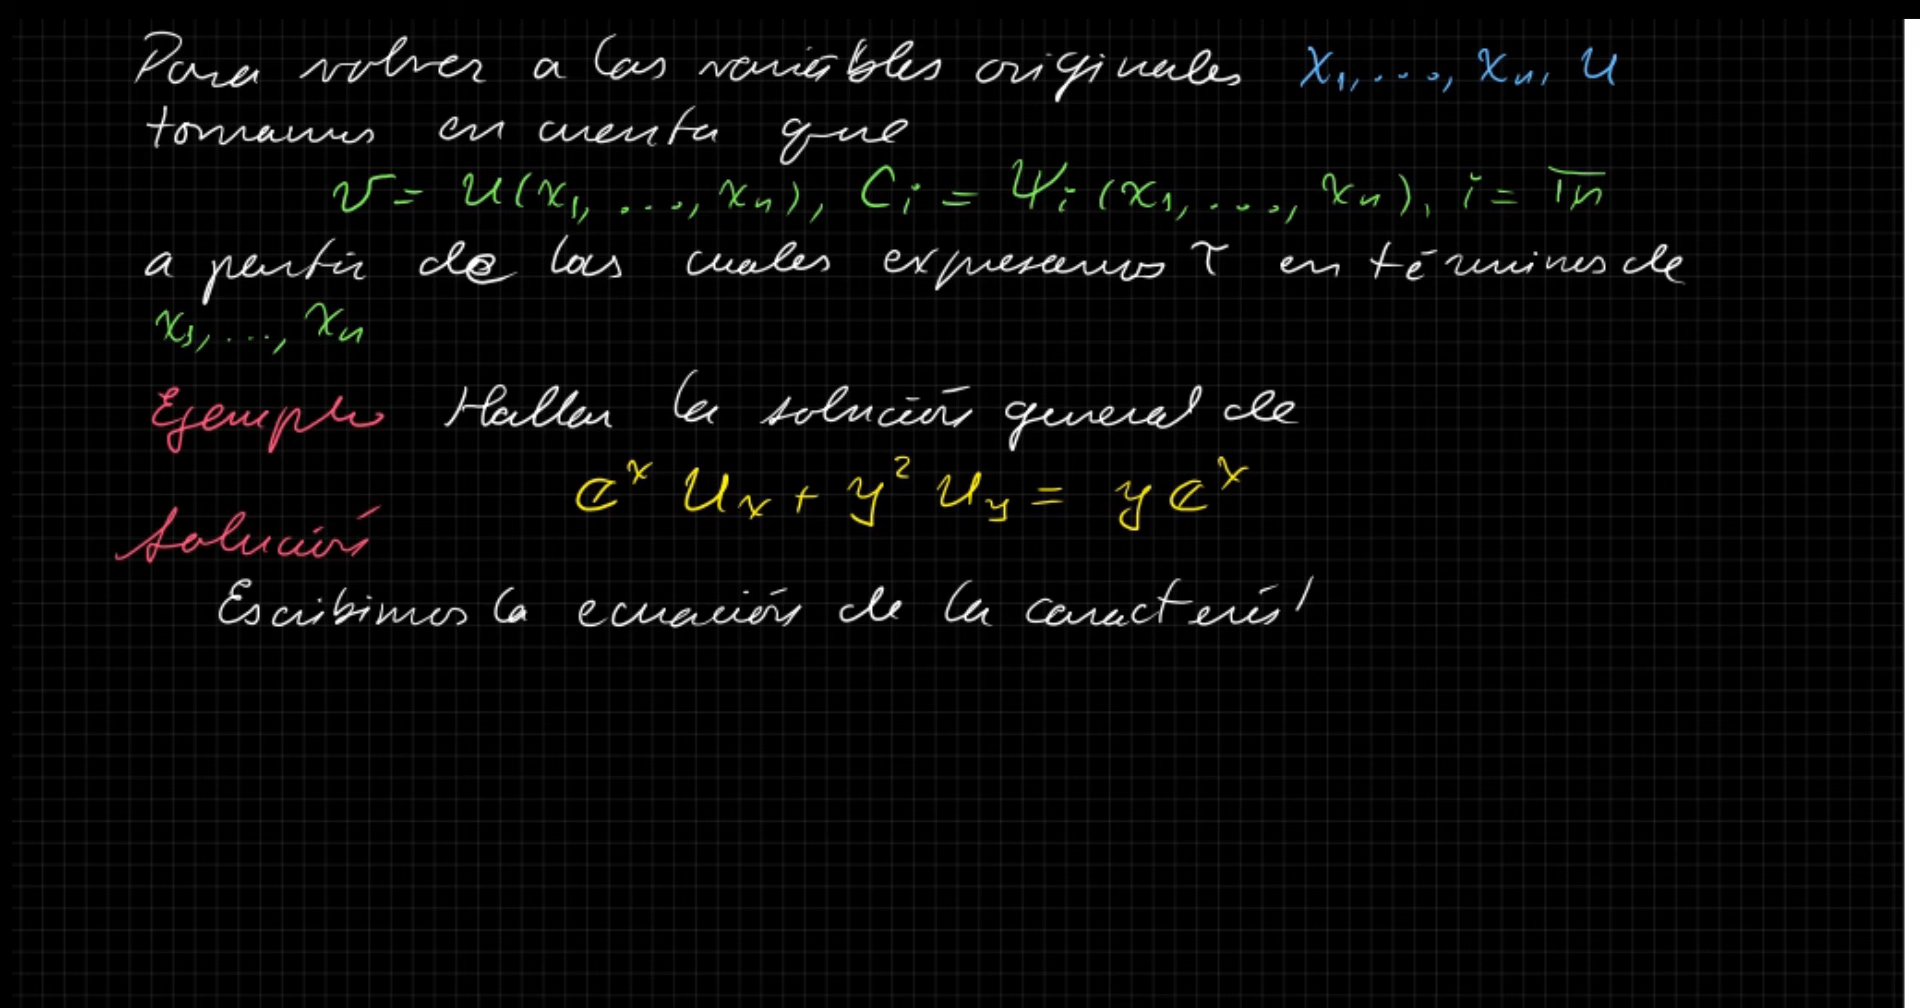 Para volver a las variables originales x₁, ..., xₙ, u
tomamos en cuenta que
v = u(x₁, ..., xₙ), Cᵢ = Ψᵢ (x₁, ..., xₙ), i = 1n
a partir de las cuales expresamos τ en términos de
x₁, ..., xₙ
Ejemplo Hallar la solución general de
eˣ uₓ + y² u_y = y eˣ
Solución
Escribimos la ecuación de la caracterís